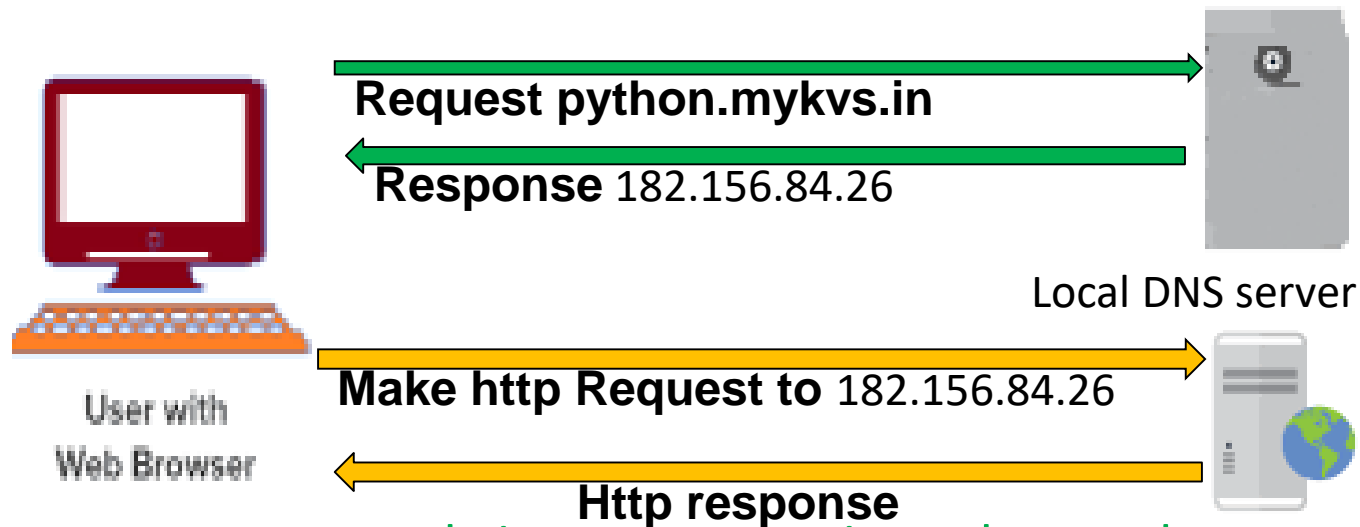 Request python.mykvs.in
Response 182.156.84.26
Local DNS server
Make http Request to 182.156.84.26
User with
Web Browser
Http response